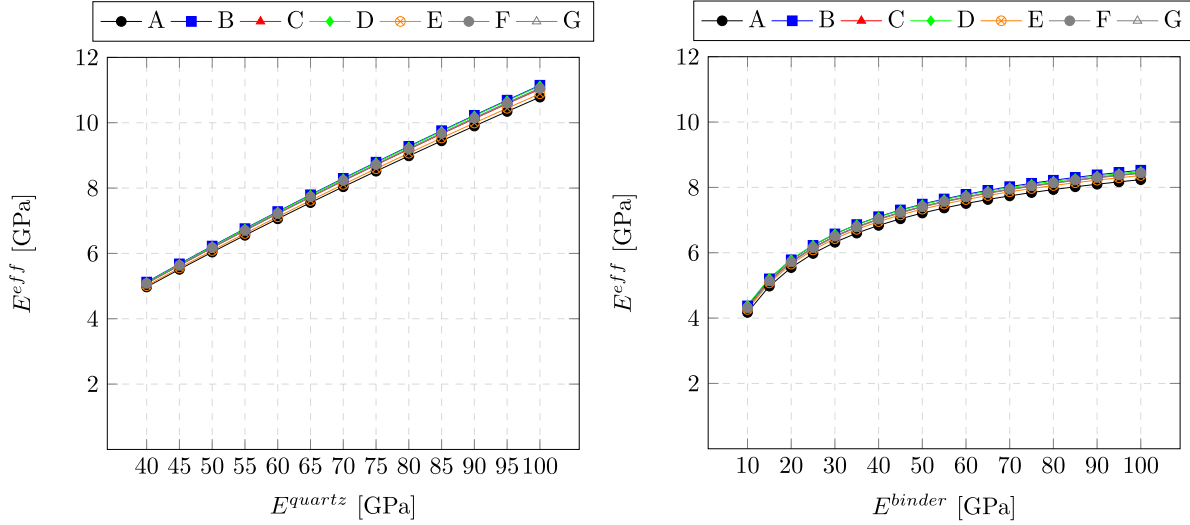 A B C D E F G
12
10
8
6
4
2
E^{eff} [GPa]
40 45 50 55 60 65 70 75 80 85 90 95 100
E^{quartz} [GPa]
A B C D E F G
12
10
8
6
4
2
E^{eff} [GPa]
10 20 30 40 50 60 70 80 90 100
E^{binder} [GPa]